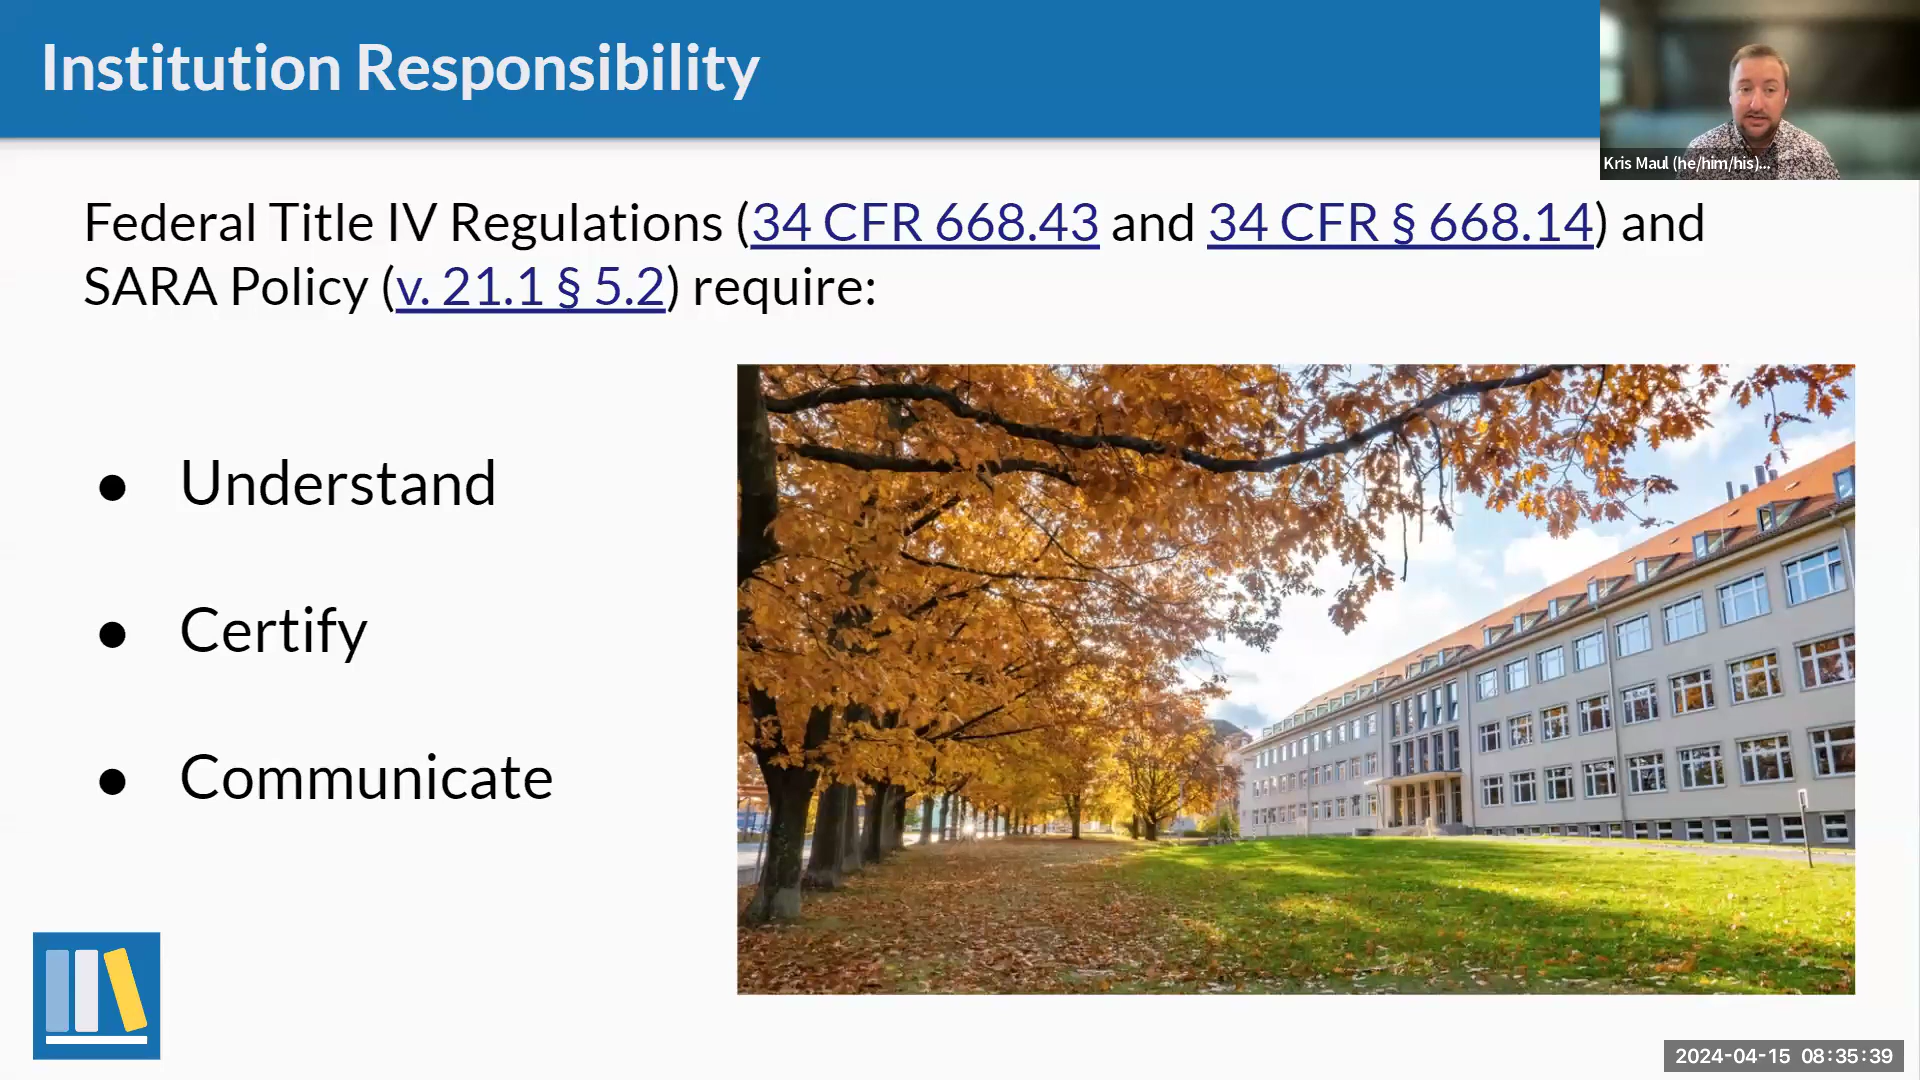 Institution Responsibility
Kris Maul (he/him/his)...
Federal Title IV Regulations (34 CFR 668.43 and 34 CFR § 668.14) and
SARA Policy (v. 21.1 § 5.2) require:
● Understand
● Certify
● Communicate
2024-04-15 08:35:39